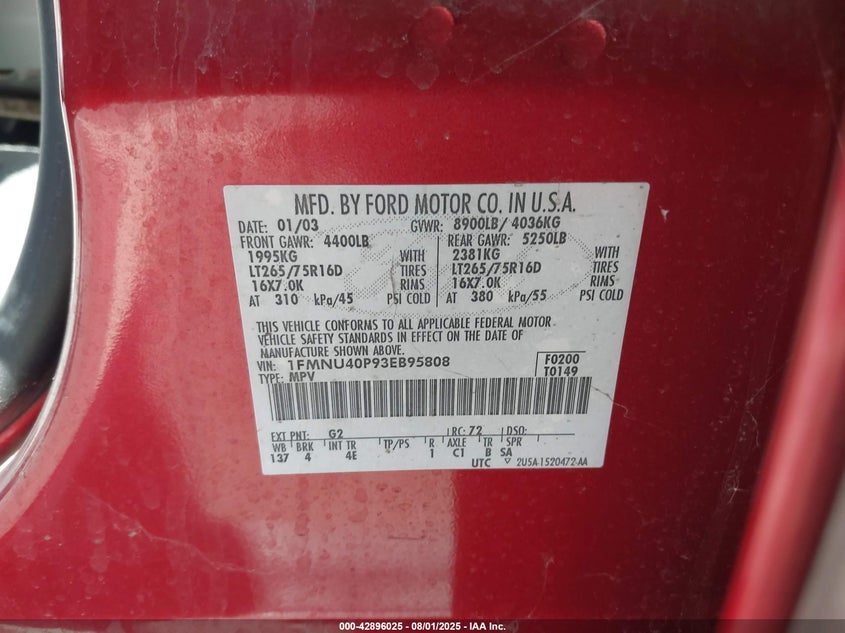 MFD. BY FORD MOTOR CO. IN U.S.A.
DATE: 01/03 GVWR: 8900LB/ 4036KG
FRONT GAWR: 4400LB REAR GAWR: 5250LB
1995KG WITH 2381KG WITH
LT265/75R16D TIRES LT265/75R16D TIRES
16X7.0K RIMS 16X7.0K RIMS
AT 310 kPa/45 PSI COLD AT 380 kPa/55 PSI COLD
THIS VEHICLE CONFORMS TO ALL APPLICABLE FEDERAL MOTOR
VEHICLE SAFETY STANDARDS IN EFFECT ON THE DATE OF
MANUFACTURE SHOWN ABOVE.
VIN: 1FMNU40P93EB95808 F0200
TYPE: MPV T0149
EXT PNT: G2 RC: 72 DSO:
WB BRK INT TR TP/PS R AXLE TR SPR
137 4 4E 1 C1 B SA
UTC ▽ 2U5A-1520472-AA
000-42896025 - 08/01/2025 - IAA Inc.